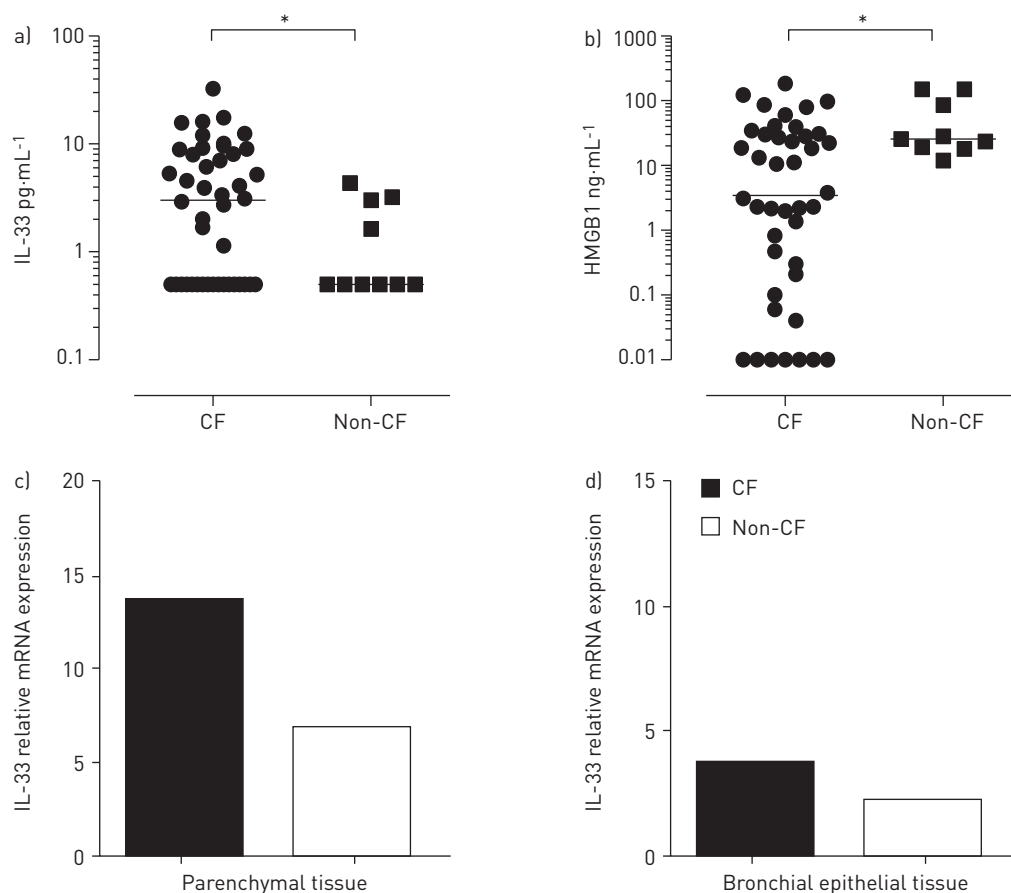 a)
*
100
10
1
0.1
IL-33 pg·mL⁻¹
CF
Non-CF
b)
*
1000
100
10
1
0.1
0.01
HMGB1 ng·mL⁻¹
CF
Non-CF
c)
20
15
10
5
0
IL-33 relative mRNA expression
Parenchymal tissue
d)
15
10
5
0
IL-33 relative mRNA expression
CF
Non-CF
Bronchial epithelial tissue